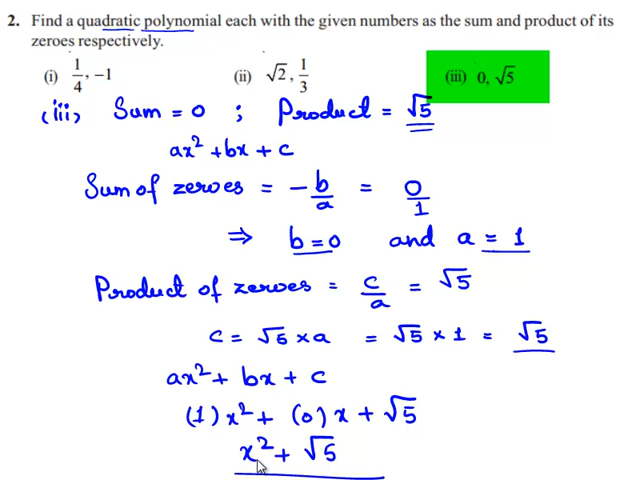 2. Find a quadratic polynomial each with the given numbers as the sum and product of its
zeroes respectively.
(i) 1/4, -1 (ii) √2, 1/3 (iii) 0, √5
(iii) Sum = 0 ; Product = √5
ax² + bx + c
Sum of zeroes = -b/a = 0/1
⇒ b = 0 and a = 1
Product of zeroes = c/a = √5
c = √5 × a = √5 × 1 = √5
ax² + bx + c
(1)x² + (0)x + √5
x² + √5